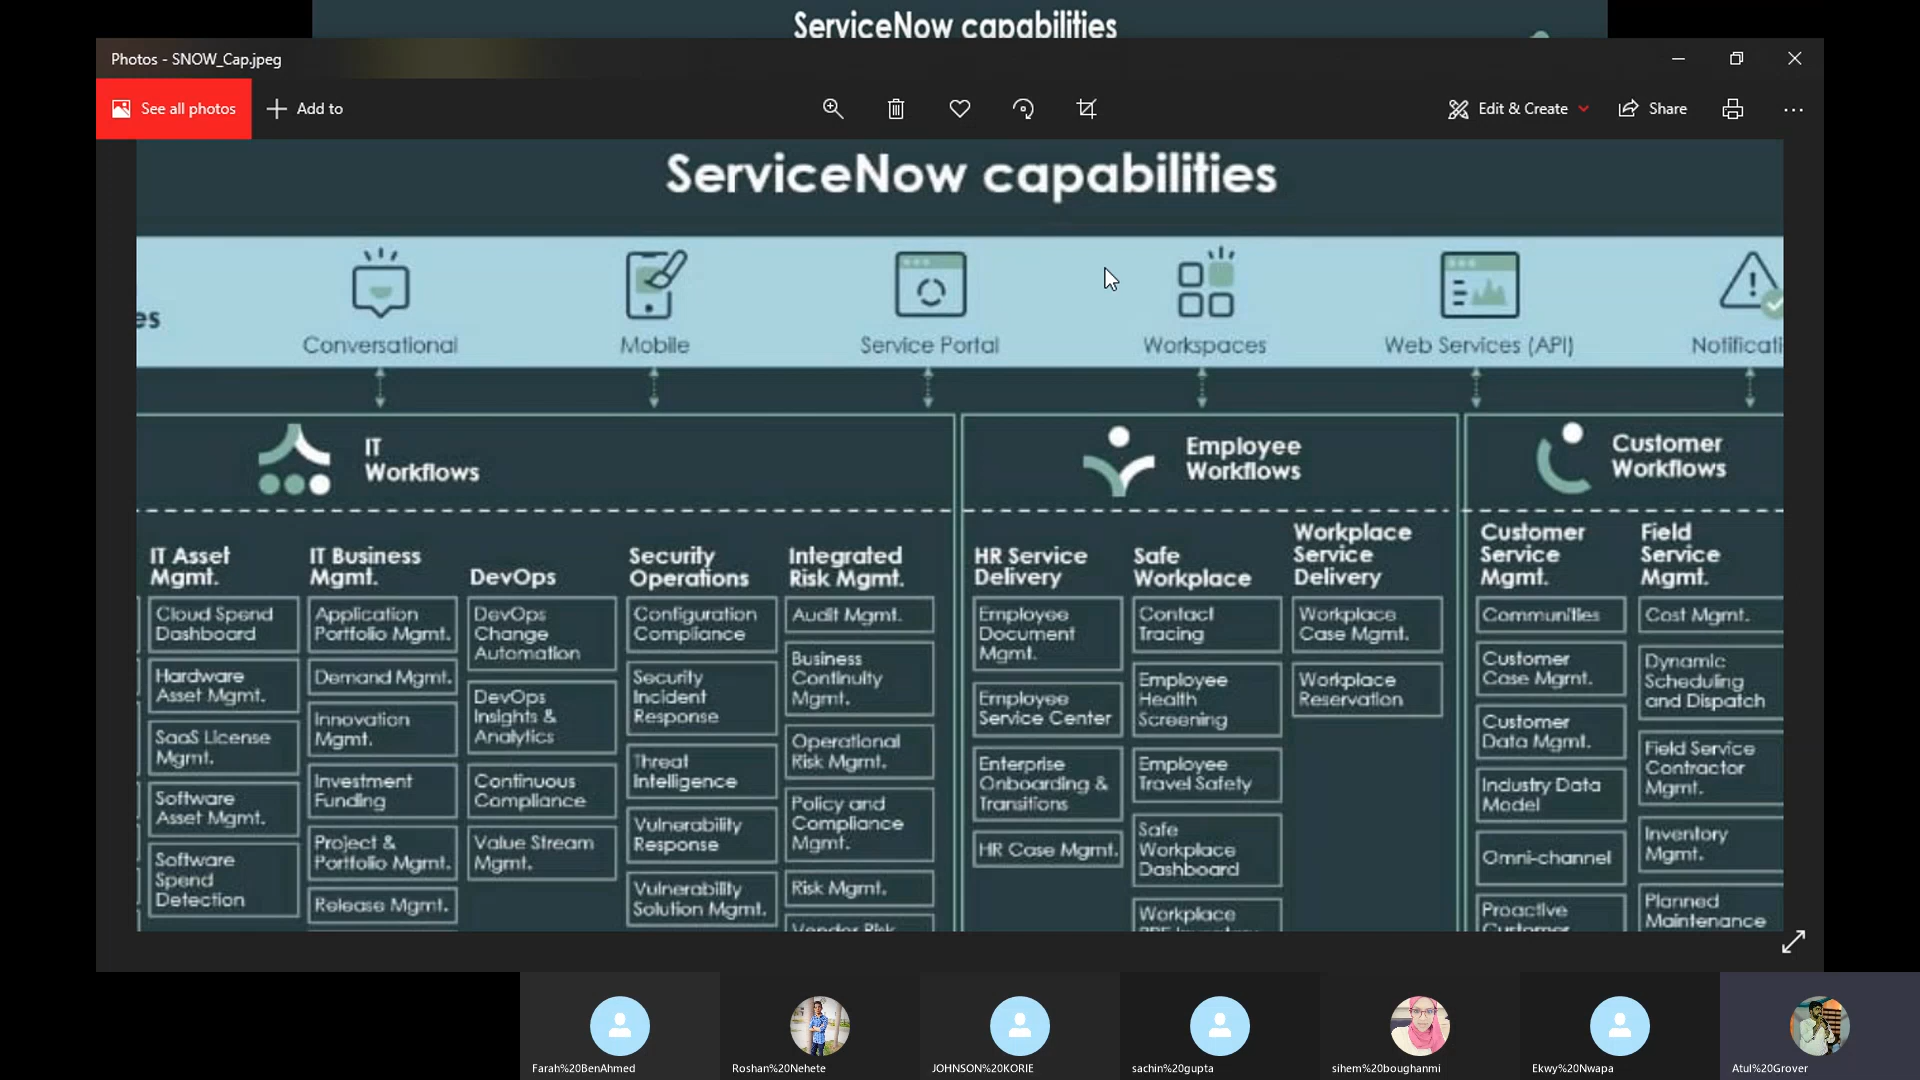 ServiceNow capabilities
Photos - SNOW_Cap.jpeg
See all photos
Add to
Edit & Create
Share
ServiceNow capabilities
es
Conversational
Mobile
Service Portal
Workspaces
Web Services (API)
Notificati
IT
Workflows
Employee
Workflows
Customer
Workflows
IT Asset
Mgmt.
Cloud Spend
Dashboard
Hardware
Asset Mgmt.
SaaS License
Mgmt.
Software
Asset Mgmt.
Software
Spend
Detection
IT Business
Mgmt.
Application
Portfolio Mgmt.
Demand Mgmt.
Innovation
Mgmt.
Investment
Funding
Project &
Portfolio Mgmt.
Release Mgmt.
DevOps
DevOps
Change
Automation
DevOps
Insights &
Analytics
Continuous
Compliance
Value Stream
Mgmt.
Security
Operations
Configuration
Compliance
Security
Incident
Response
Threat
Intelligence
Vulnerability
Response
Vulnerability
Solution Mgmt.
Integrated
Risk Mgmt.
Audit Mgmt.
Business
Continuity
Mgmt.
Operational
Risk Mgmt.
Policy and
Compliance
Mgmt.
Risk Mgmt.
Vendor Risk
HR Service
Delivery
Employee
Document
Mgmt.
Employee
Service Center
Enterprise
Onboarding &
Transitions
HR Case Mgmt.
Safe
Workplace
Contact
Tracing
Employee
Health
Screening
Employee
Travel Safety
Safe
Workplace
Dashboard
Workplace
Workplace
Service
Delivery
Workplace
Case Mgmt.
Workplace
Reservation
Customer
Service
Mgmt.
Communities
Customer
Case Mgmt.
Customer
Data Mgmt.
Industry Data
Model
Omni-channel
Proactive
Customer
Field
Service
Mgmt.
Cost Mgmt.
Dynamic
Scheduling
and Dispatch
Field Service
Contractor
Mgmt.
Inventory
Mgmt.
Planned
Maintenance
Farah%20BenAhmed
Roshan%20Nehete
JOHNSON%20KORIE
sachin%20gupta
sihem%20boughanmi
Ekwy%20Nwapa
Atul%20Grover